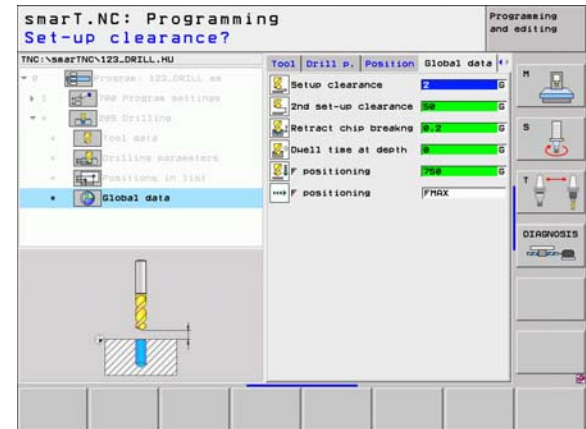 smarT.NC: Programming
Programming and editing
Set-up clearance?
TNC:\smarTNC\123_DRILL.HU
Tool Drill p. Position Global data
0 Program: 123_DRILL mm
1 700 Program settings
205 Drilling
Tool data
Drilling parameters
Positions in list
Global data
Setup clearance 2 G
2nd set-up clearance 50 G
Retract chip breakng 0.2 G
Dwell time at depth 0 G
F positioning 750 G
F positioning FMAX
M
S
T
DIAGNOSIS